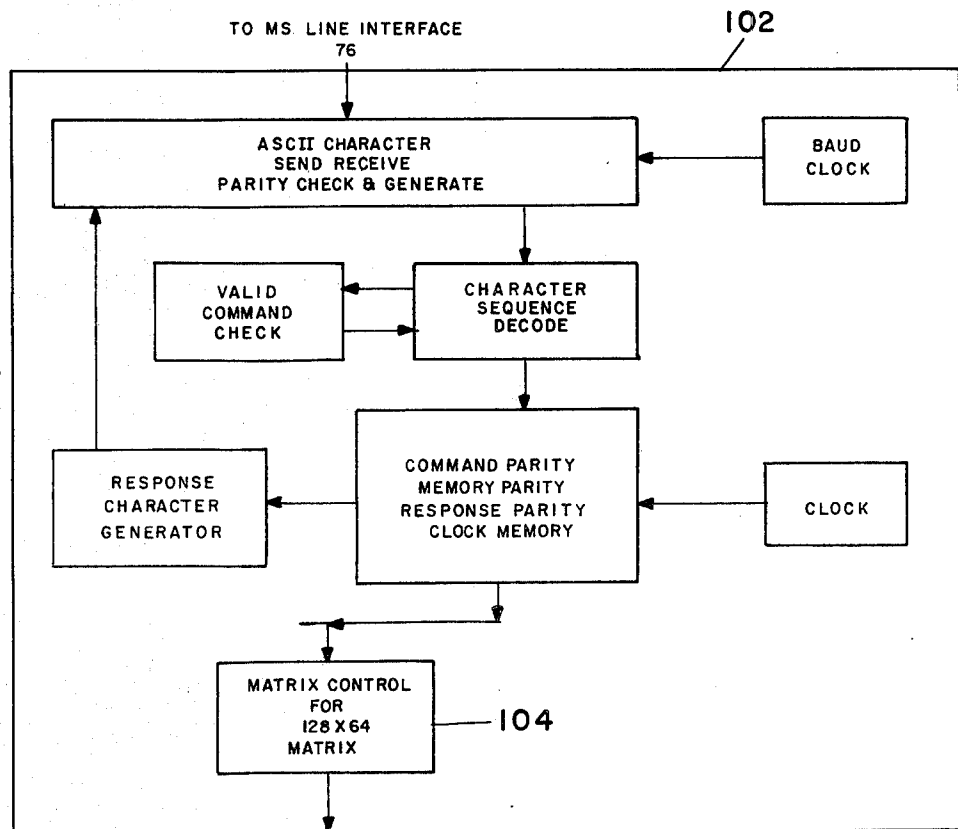 TO MS. LINE INTERFACE
76
102
ASCII CHARACTER
SEND RECEIVE
PARITY CHECK & GENERATE
BAUD
CLOCK
VALID
COMMAND
CHECK
CHARACTER
SEQUENCE
DECODE
RESPONSE
CHARACTER
GENERATOR
COMMAND PARITY
MEMORY PARITY
RESPONSE PARITY
CLOCK MEMORY
CLOCK
MATRIX CONTROL
FOR
128 X 64
MATRIX
104